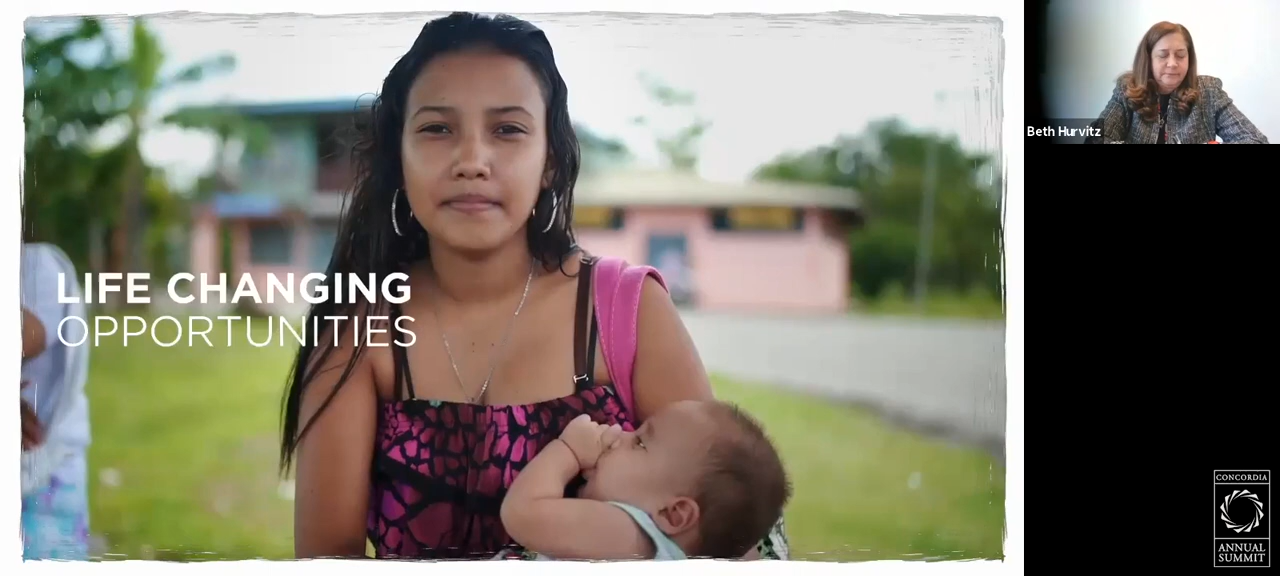 LIFE CHANGING
OPPORTUNITIES
Beth Hurvitz
CONCORDIA
ANNUAL
SUMMIT